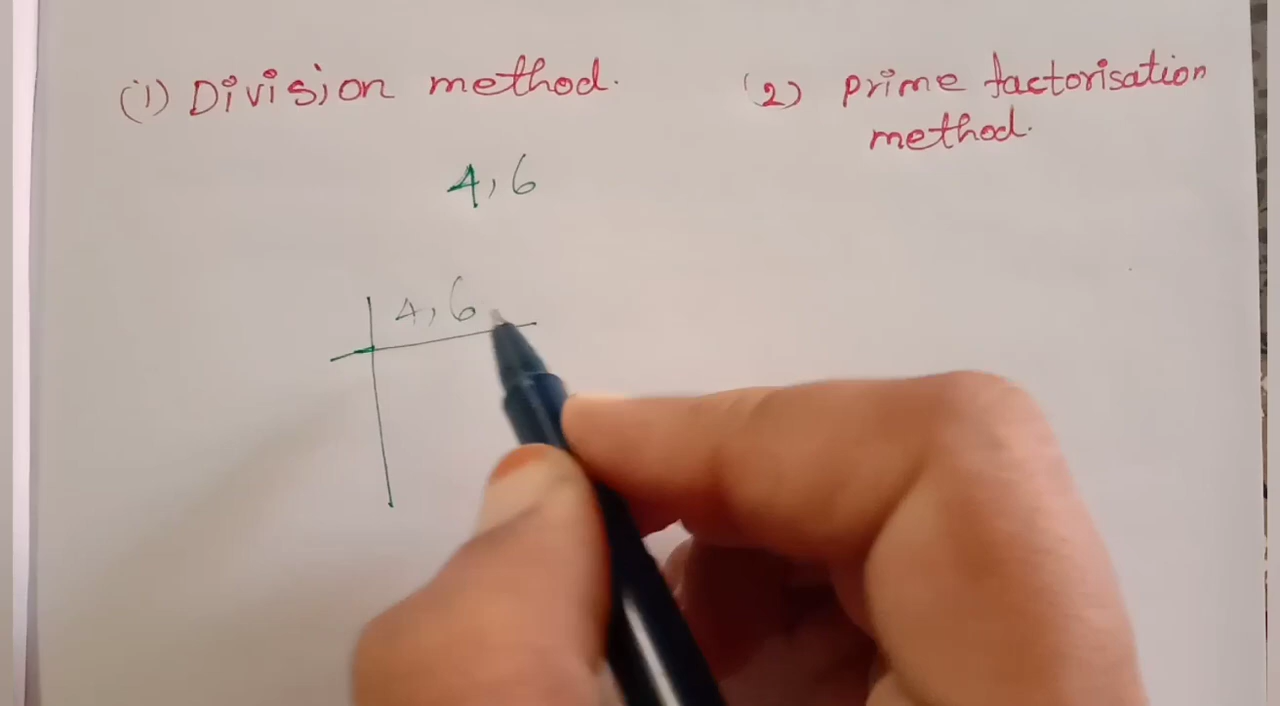 (1) Division method.
(2) prime factorisation
method.
4, 6
4, 6